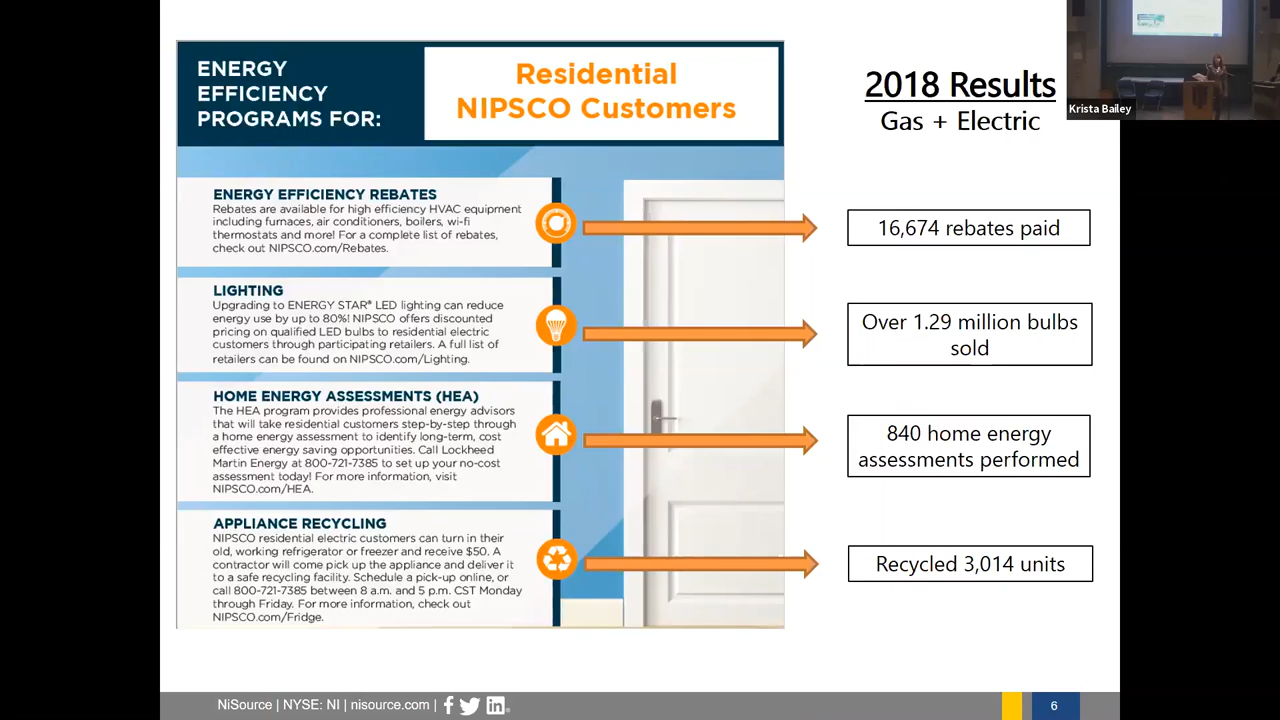 ENERGY
EFFICIENCY
PROGRAMS FOR:
Residential
NIPSCO Customers
2018 Results
Gas + Electric
Krista Bailey
ENERGY EFFICIENCY REBATES
Rebates are available for high efficiency HVAC equipment
including furnaces, air conditioners, boilers, wi-fi
thermostats and more! For a complete list of rebates,
check out NIPSCO.com/Rebates.
16,674 rebates paid
LIGHTING
Upgrading to ENERGY STAR® LED lighting can reduce
energy use by up to 80%! NIPSCO offers discounted
pricing on qualified LED bulbs to residential electric
customers through participating retailers. A full list of
retailers can be found on NIPSCO.com/Lighting.
Over 1.29 million bulbs
sold
HOME ENERGY ASSESSMENTS (HEA)
The HEA program provides professional energy advisors
that will take residential customers step-by-step through
a home energy assessment to identify long-term, cost
effective energy saving opportunities. Call Lockheed
Martin Energy at 800-721-7385 to set up your no-cost
assessment today! For more information, visit
NIPSCO.com/HEA.
840 home energy
assessments performed
APPLIANCE RECYCLING
NIPSCO residential electric customers can turn in their
old, working refrigerator or freezer and receive $50. A
contractor will come pick up the appliance and deliver it
to a safe recycling facility. Schedule a pick-up online, or
call 800-721-7385 between 8 a.m. and 5 p.m. CST Monday
through Friday. For more information, check out
NIPSCO.com/Fridge.
Recycled 3,014 units
NiSource | NYSE: NI | nisource.com |
6